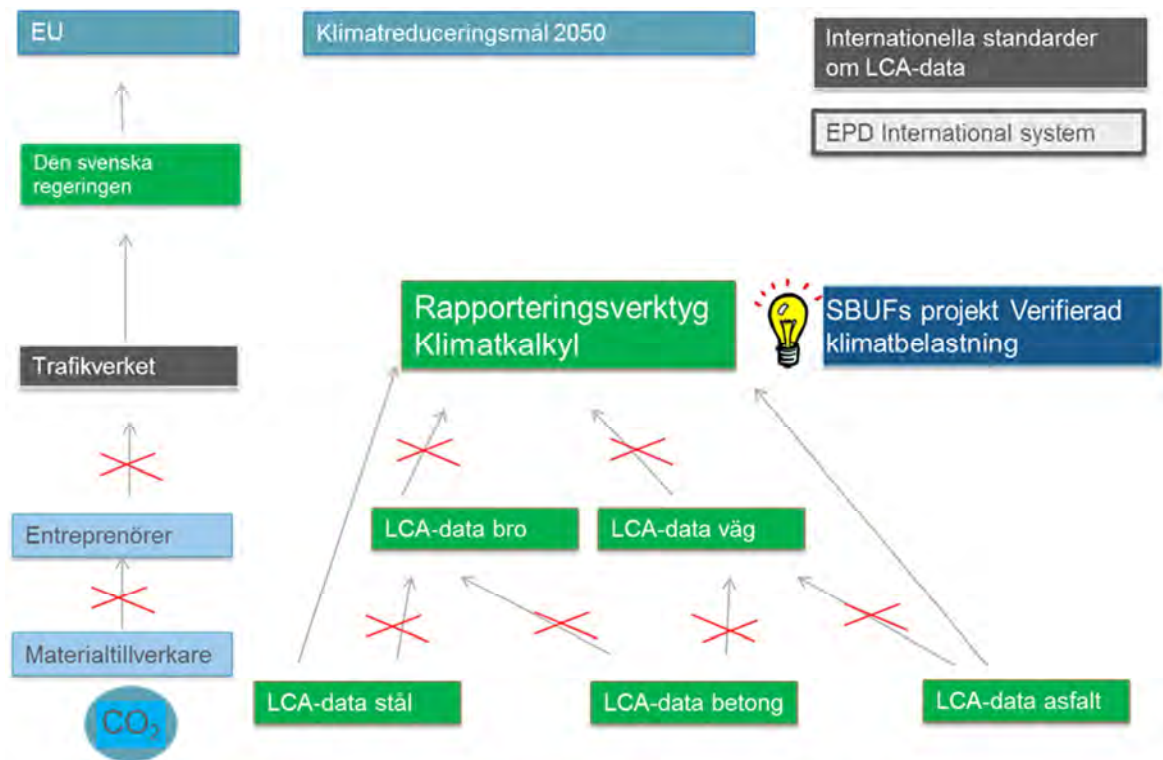 EU
Klimatreduceringsmål 2050
Internationella standarder
om LCA-data
EPD International system
Den svenska
regeringen
Rapporteringsverktyg
Klimatkalkyl
SBUFs projekt Verifierad
klimatbelastning
Trafikverket
Entreprenörer
LCA-data bro
LCA-data väg
Materialtillverkare
LCA-data stål
LCA-data betong
LCA-data asfalt
CO₂